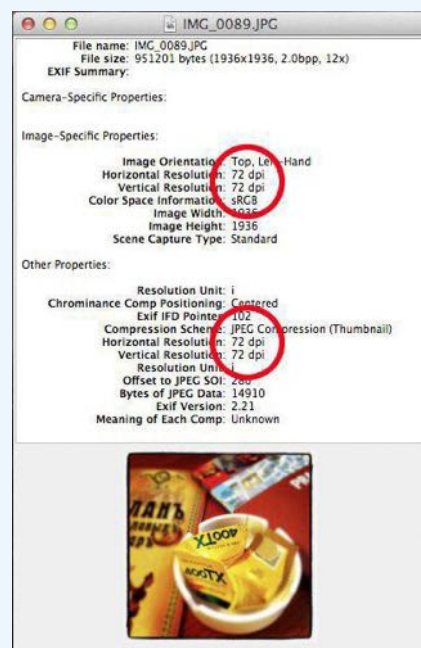 IMG_0089.JPG
File name: IMG_0089.JPG
File size: 951201 bytes (1936x1936, 2.0bpp, 12x)
EXIF Summary:
Camera-Specific Properties:
Image-Specific Properties:
Image Orientation: Top, Left-Hand
Horizontal Resolution: 72 dpi
Vertical Resolution: 72 dpi
Color Space Information: sRGB
Image Width: 1936
Image Height: 1936
Scene Capture Type: Standard
Other Properties:
Resolution Unit: i
Chrominance Comp Positioning: Centered
Exif IFD Pointer: 102
Compression Scheme: JPEG Compression (Thumbnail)
Horizontal Resolution: 72 dpi
Vertical Resolution: 72 dpi
Resolution Unit: i
Offset to JPEG SOI: 286
Bytes of JPEG Data: 14910
Exif Version: 2.21
Meaning of Each Comp: Unknown
400TX
400TX